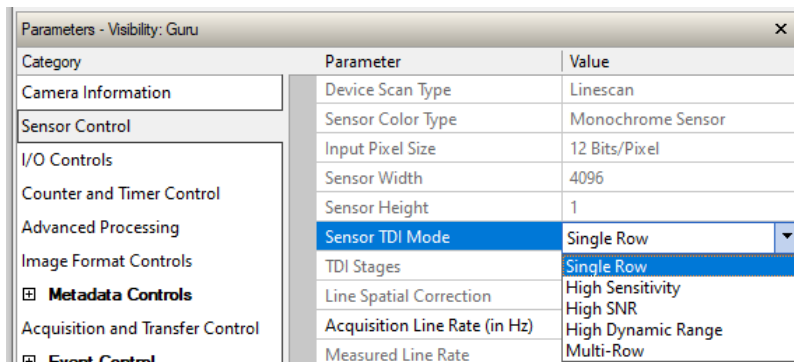 Parameters - Visibility: Guru ×
Category Parameter Value
Camera Information Device Scan Type Linescan
Sensor Control Sensor Color Type Monochrome Sensor
I/O Controls Input Pixel Size 12 Bits/Pixel
Counter and Timer Control Sensor Width 4096
Sensor Height 1
Advanced Processing Sensor TDI Mode Single Row
Image Format Controls TDI Stages Single Row
Metadata Controls Line Spatial Correction High Sensitivity
High SNR
Acquisition and Transfer Control Acquisition Line Rate (in Hz) High Dynamic Range
Event Control Measured Line Rate Multi-Row